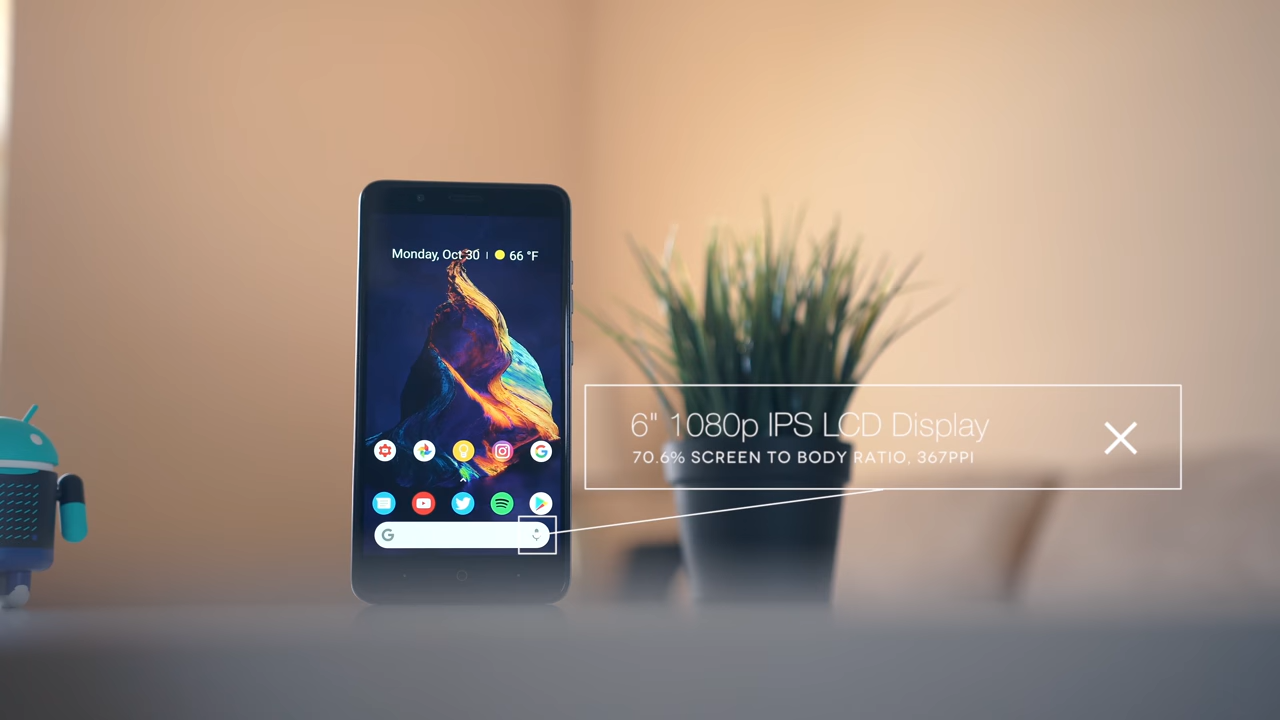 Monday, Oct 30 | 66 °F
6" 1080p IPS LCD Display
70.6% SCREEN TO BODY RATIO, 367PPI